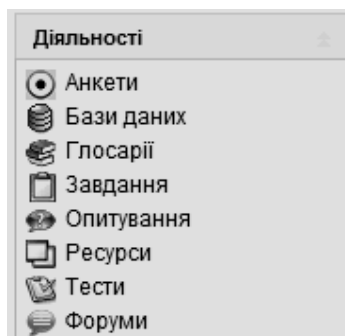 Діяльності
Анкети
Бази даних
Глосарії
Завдання
Опитування
Ресурси
Тести
Форуми